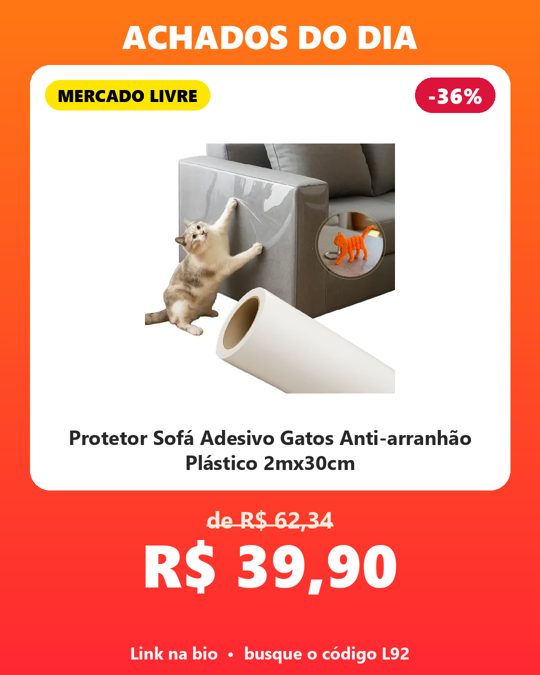 ACHADOS DO DIA
MERCADO LIVRE
-36%
Protetor Sofá Adesivo Gatos Anti-arranhão
Plástico 2mx30cm
de R$ 62,34
R$ 39,90
Link na bio • busque o código L92